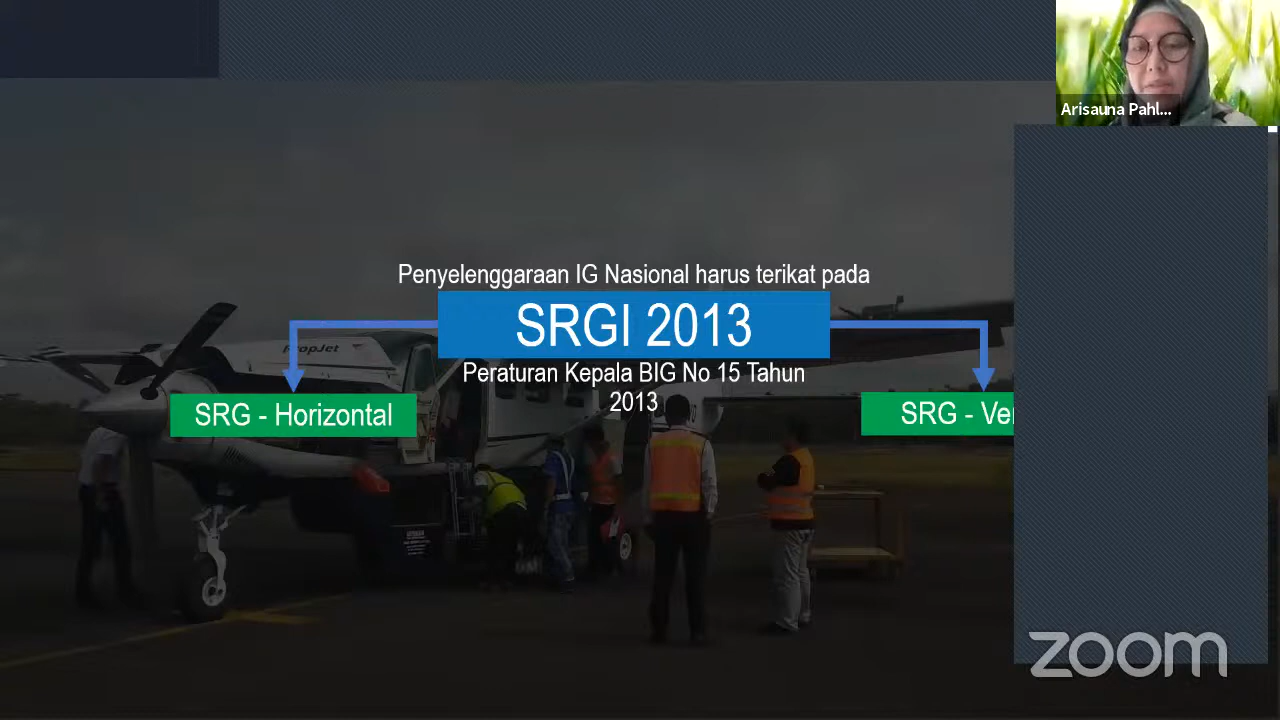 Arisauna Pahl...
Penyelenggaraan IG Nasional harus terikat pada
SRGI 2013
PropJet
Peraturan Kepala BIG No 15 Tahun
2013
SRG - Horizontal
SRG - Ver
zoom